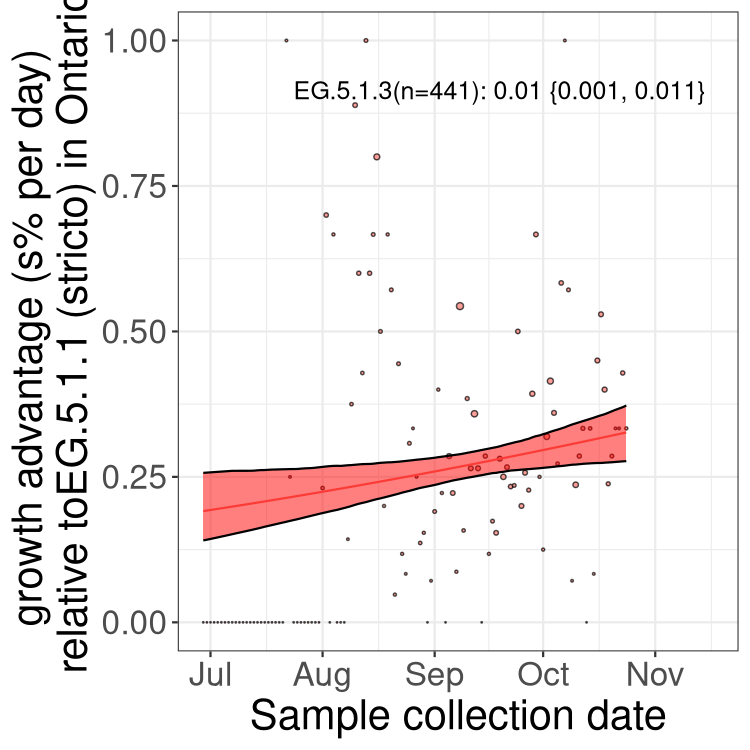 growth advantage (s% per day)
relative toEG.5.1.1 (stricto) in Ontario
1.00
0.75
0.50
0.25
0.00
EG.5.1.3(n=441): 0.01 {0.001, 0.011}
Jul Aug Sep Oct Nov
Sample collection date